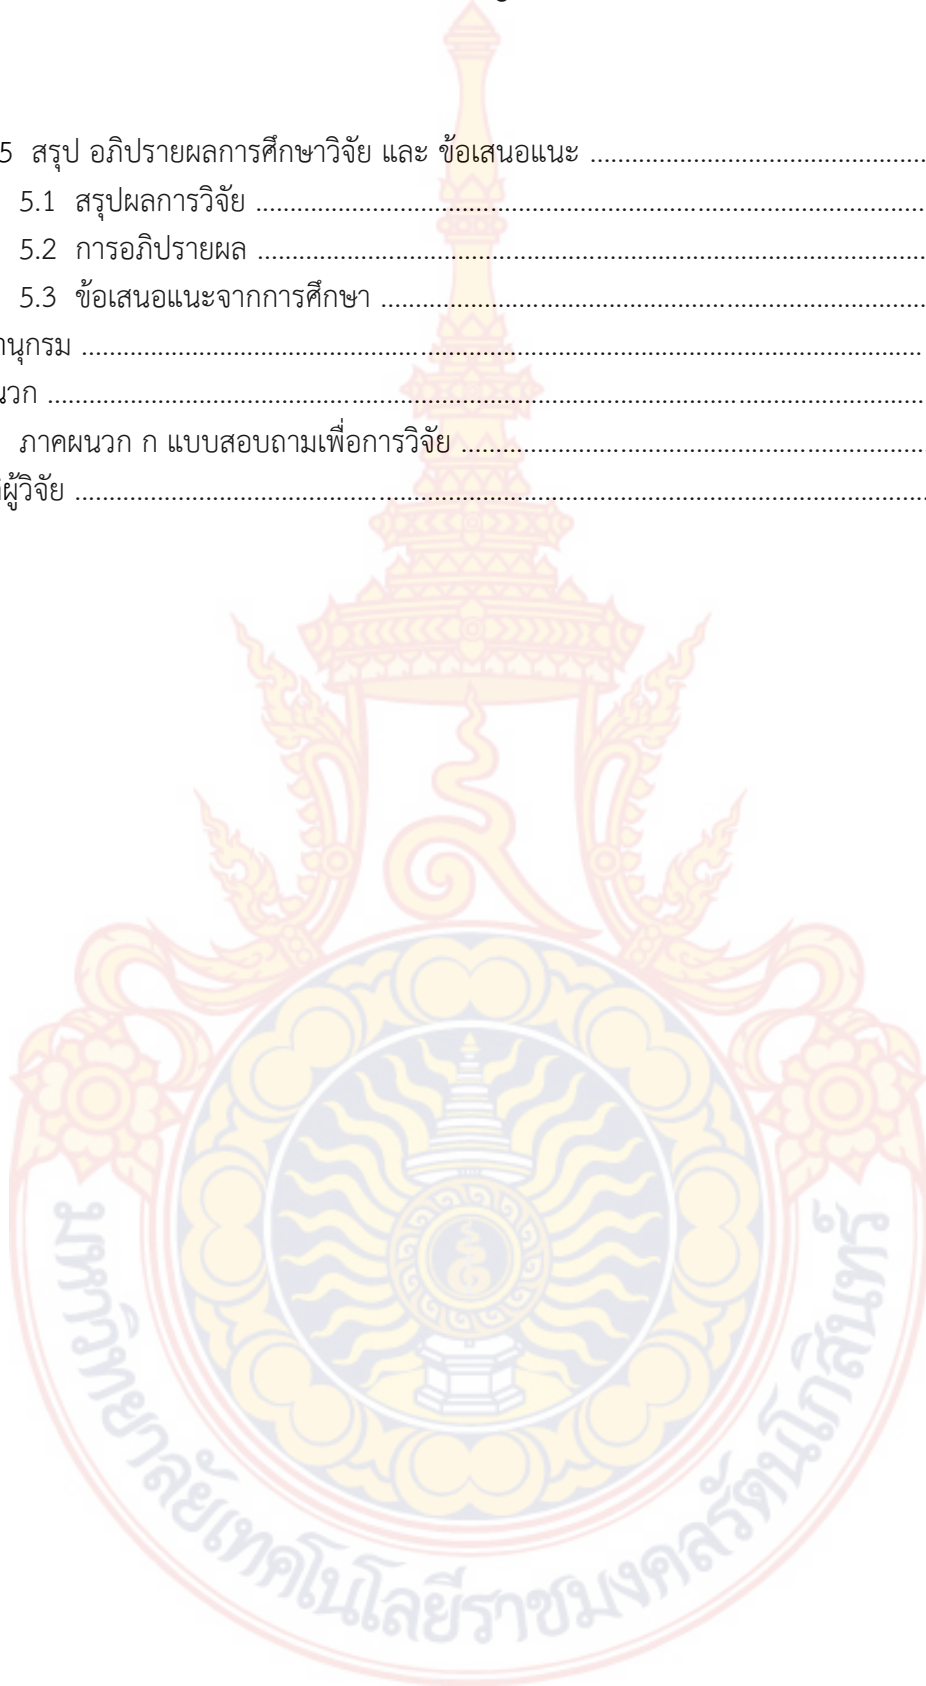 5 สรุป อภิปรายผลการศึกษาวิจัย และ ข้อเสนอแนะ ........................................................
5.1 สรุปผลการวิจัย ........................................................................................................
5.2 การอภิปรายผล ........................................................................................................
5.3 ข้อเสนอแนะจากการศึกษา ......................................................................................
านุกรม ................................................................................................................................
นวก ....................................................................................................................................
ภาคผนวก ก แบบสอบถามเพื่อการวิจัย ..........................................................................
ผู้วิจัย ................................................................................................................................
มหาวิทยาลัยเทคโนโลยีราชมงคลรัตนโกสินทร์